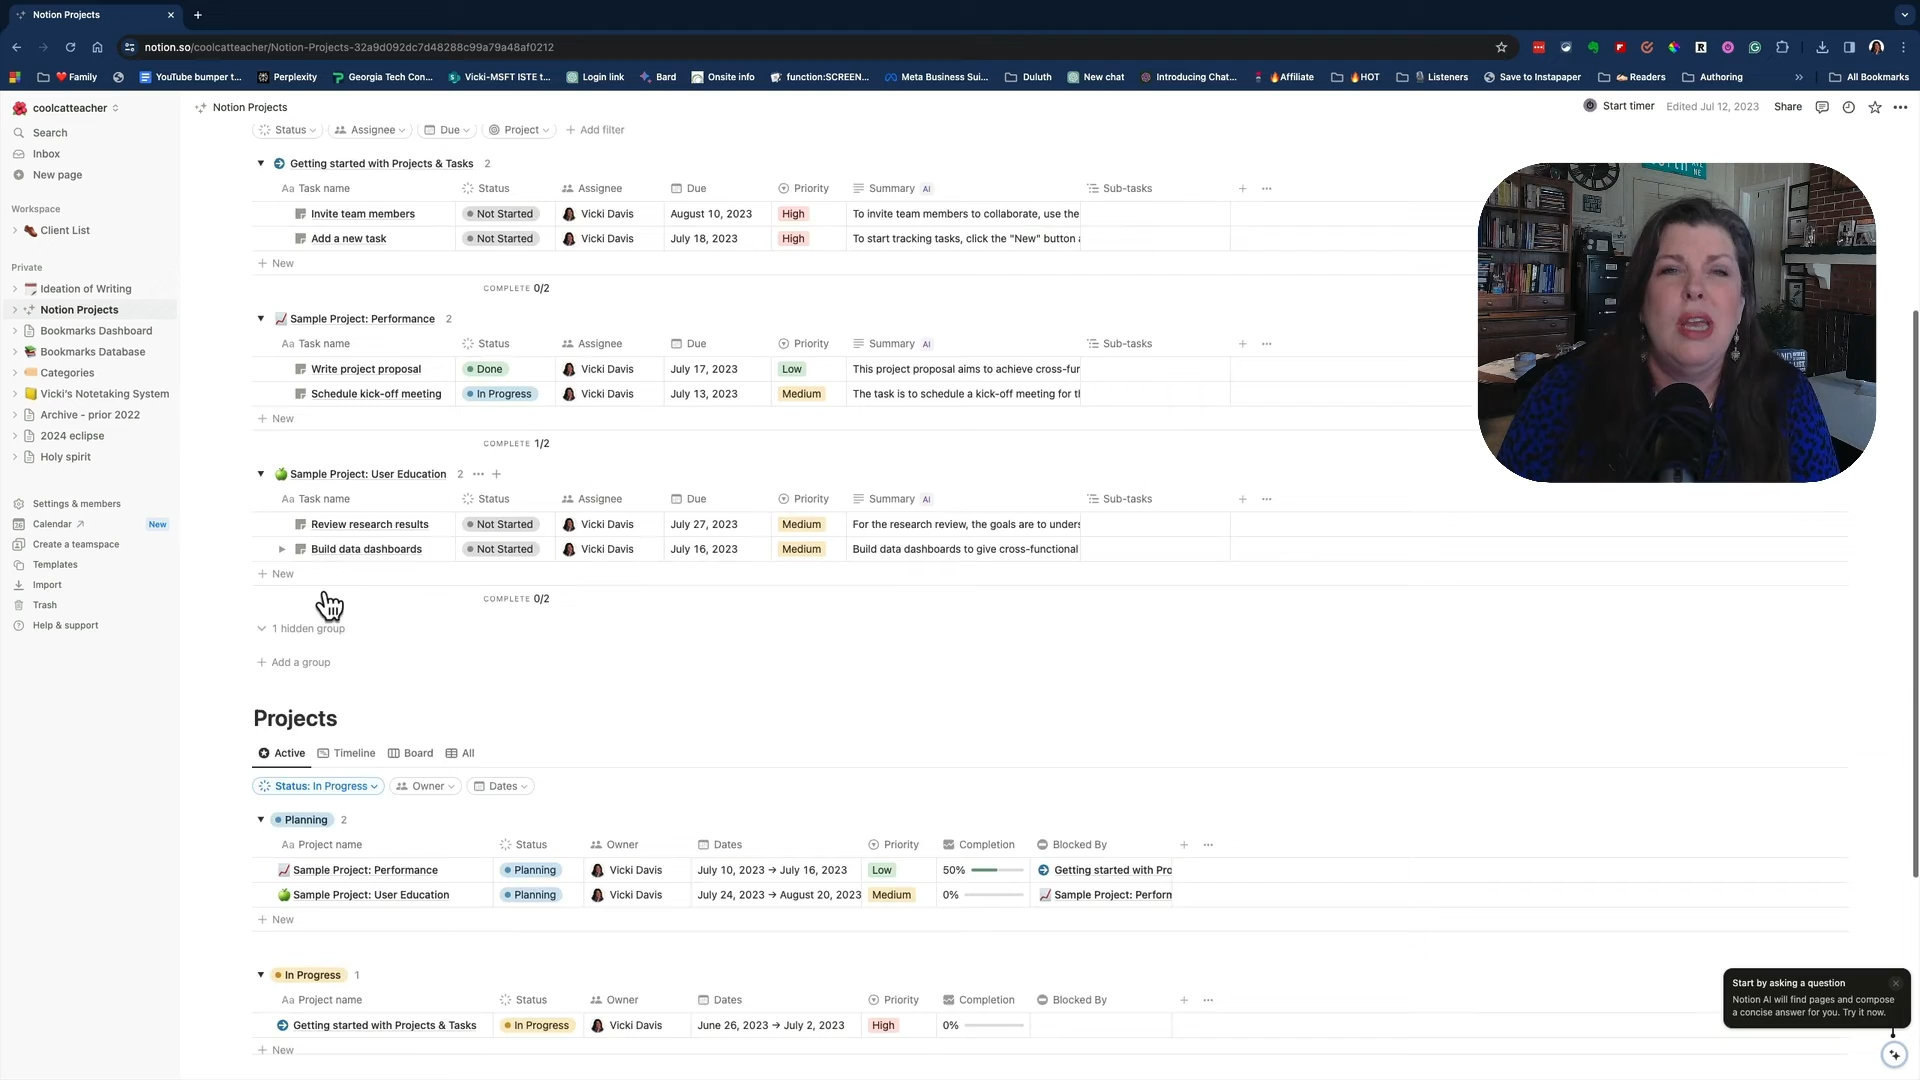 Notion Projects
notion.so/coolcatteacher/Notion-Projects-32a9d092dc7d48288c99a79a48af0212
Family
YouTube bumper t...
Perplexity
Georgia Tech Con...
Vicki-MSFT ISTE t...
Login link
Bard
Onsite info
function:SCREEN...
Meta Business Sui...
Duluth
New chat
Introducing Chat...
Affiliate
HOT
Listeners
Save to Instapaper
Readers
Authoring
All Bookmarks
coolcatteacher
Search
Inbox
New page
Workspace
Client List
Private
Ideation of Writing
Notion Projects
Bookmarks Dashboard
Bookmarks Database
Categories
Vicki's Notetaking System
Archive - prior 2022
2024 eclipse
Holy spirit
Settings & members
Calendar ↗ New
Create a teamspace
Templates
Import
Trash
Help & support
Notion Projects
Start timer Edited Jul 12, 2023 Share
Status Assignee Due Project + Add filter
Getting started with Projects & Tasks 2
Aa Task name Status Assignee Due Priority Summary AI Sub-tasks
Invite team members Not Started Vicki Davis August 10, 2023 High To invite team members to collaborate, use the
Add a new task Not Started Vicki Davis July 18, 2023 High To start tracking tasks, click the "New" button
+ New
COMPLETE 0/2
Sample Project: Performance 2
Aa Task name Status Assignee Due Priority Summary AI Sub-tasks
Write project proposal Done Vicki Davis July 17, 2023 Low This project proposal aims to achieve cross-fur
Schedule kick-off meeting In Progress Vicki Davis July 13, 2023 Medium The task is to schedule a kick-off meeting for
+ New
COMPLETE 1/2
Sample Project: User Education 2
Aa Task name Status Assignee Due Priority Summary AI Sub-tasks
Review research results Not Started Vicki Davis July 27, 2023 Medium For the research review, the goals are to unders
Build data dashboards Not Started Vicki Davis July 16, 2023 Medium Build data dashboards to give cross-functional
+ New
COMPLETE 0/2
1 hidden group
+ Add a group
Projects
Active Timeline Board All
Status: In Progress Owner Dates
Planning 2
Aa Project name Status Owner Dates Priority Completion Blocked By
Sample Project: Performance Planning Vicki Davis July 10, 2023 → July 16, 2023 Low 50% Getting started with Pro
Sample Project: User Education Planning Vicki Davis July 24, 2023 → August 20, 2023 Medium 0% Sample Project: Perforn
+ New
In Progress 1
Aa Project name Status Owner Dates Priority Completion Blocked By
Getting started with Projects & Tasks In Progress Vicki Davis June 26, 2023 → July 2, 2023 High 0%
+ New
Start by asking a question
Notion AI will find pages and compose
a concise answer for you. Try it now.